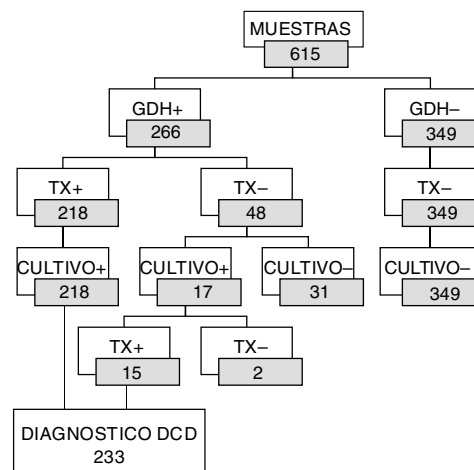 MUESTRAS
615
GDH+
266
GDH–
349
TX+
218
TX–
48
TX–
349
CULTIVO+
218
CULTIVO+
17
CULTIVO–
31
CULTIVO–
349
TX+
15
TX–
2
DIAGNOSTICO DCD
233